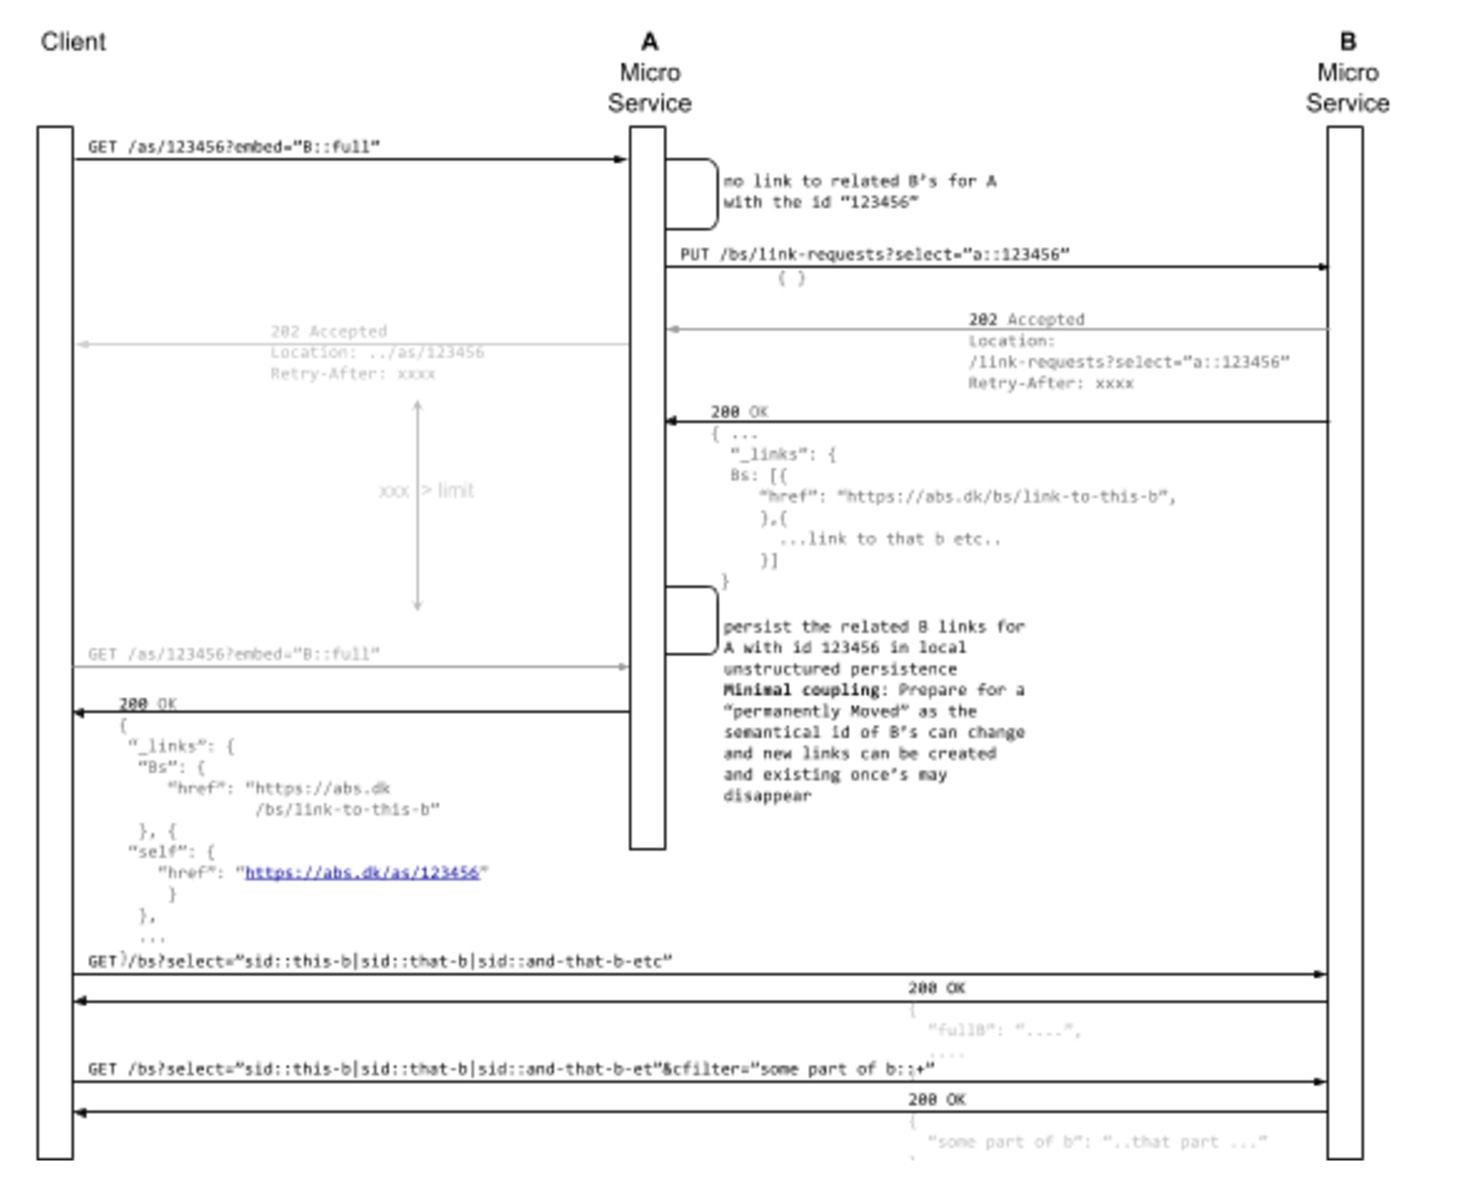 Client
A
Micro
Service
B
Micro
Service
GET /as/123456?embed="B::full"
no link to related B's for A
with the id "123456"
PUT /bs/link-requests?select="a::123456"
{ }
202 Accepted
Location:
/link-requests?select="a::123456"
Retry-After: xxxx
202 Accepted
Location: ../as/123456
Retry-After: xxxx
200 OK
{ ...
"_links": {
Bs: [{
"href": "https://abs.dk/bs/link-to-this-b",
},{
...link to that b etc..
}]
}
xxx > limit
persist the related B links for
A with id 123456 in local
unstructured persistence
Minimal coupling: Prepare for a
"permanently Moved" as the
semantical id of B's can change
and new links can be created
and existing once's may
disappear
GET /as/123456?embed="B::full"
200 OK
{
"_links": {
"Bs": {
"href": "https://abs.dk
/bs/link-to-this-b"
}, {
"self": {
"href": "https://abs.dk/as/123456"
}
},
...
}
GET /bs?select="sid::this-b|sid::that-b|sid::and-that-b-etc"
200 OK
{
"fullB": "....",
....
GET /bs?select="sid::this-b|sid::that-b|sid::and-that-b-et"&cfilter="some part of b::+"
200 OK
{
"some part of b": "..that part ..."